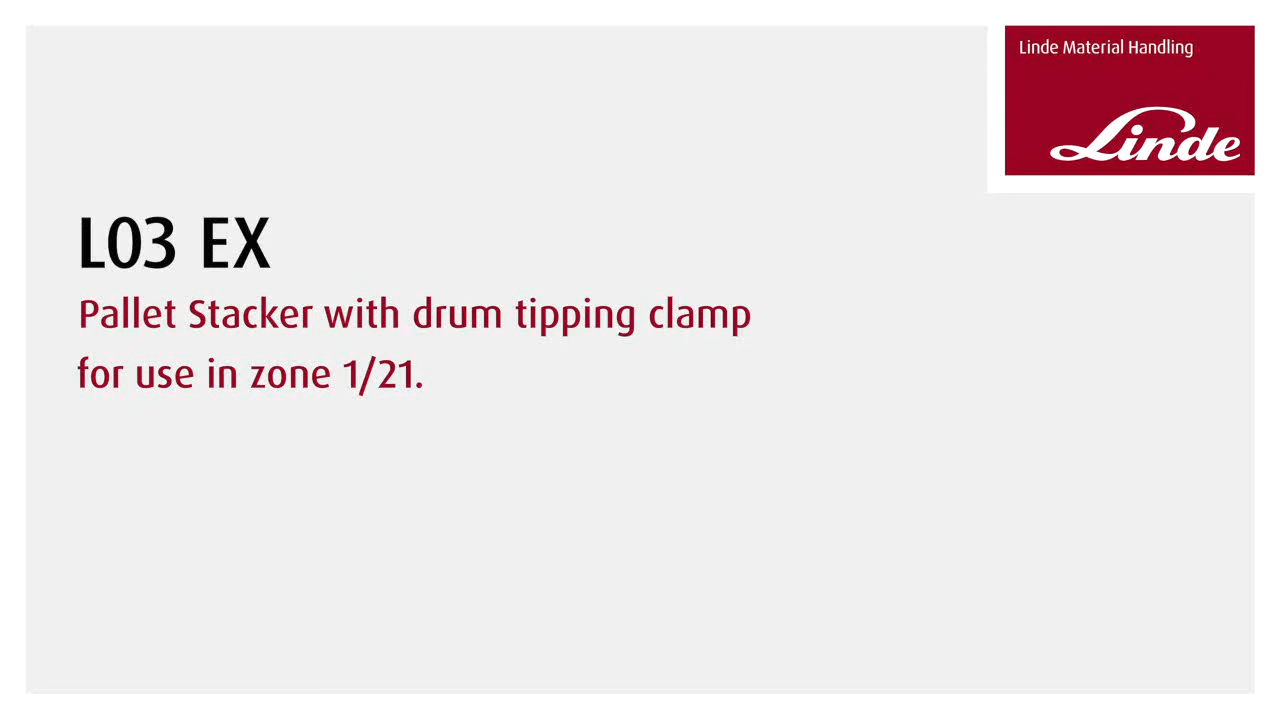 Linde Material Handling
Linde
L03 EX
Pallet Stacker with drum tipping clamp
for use in zone 1/21.